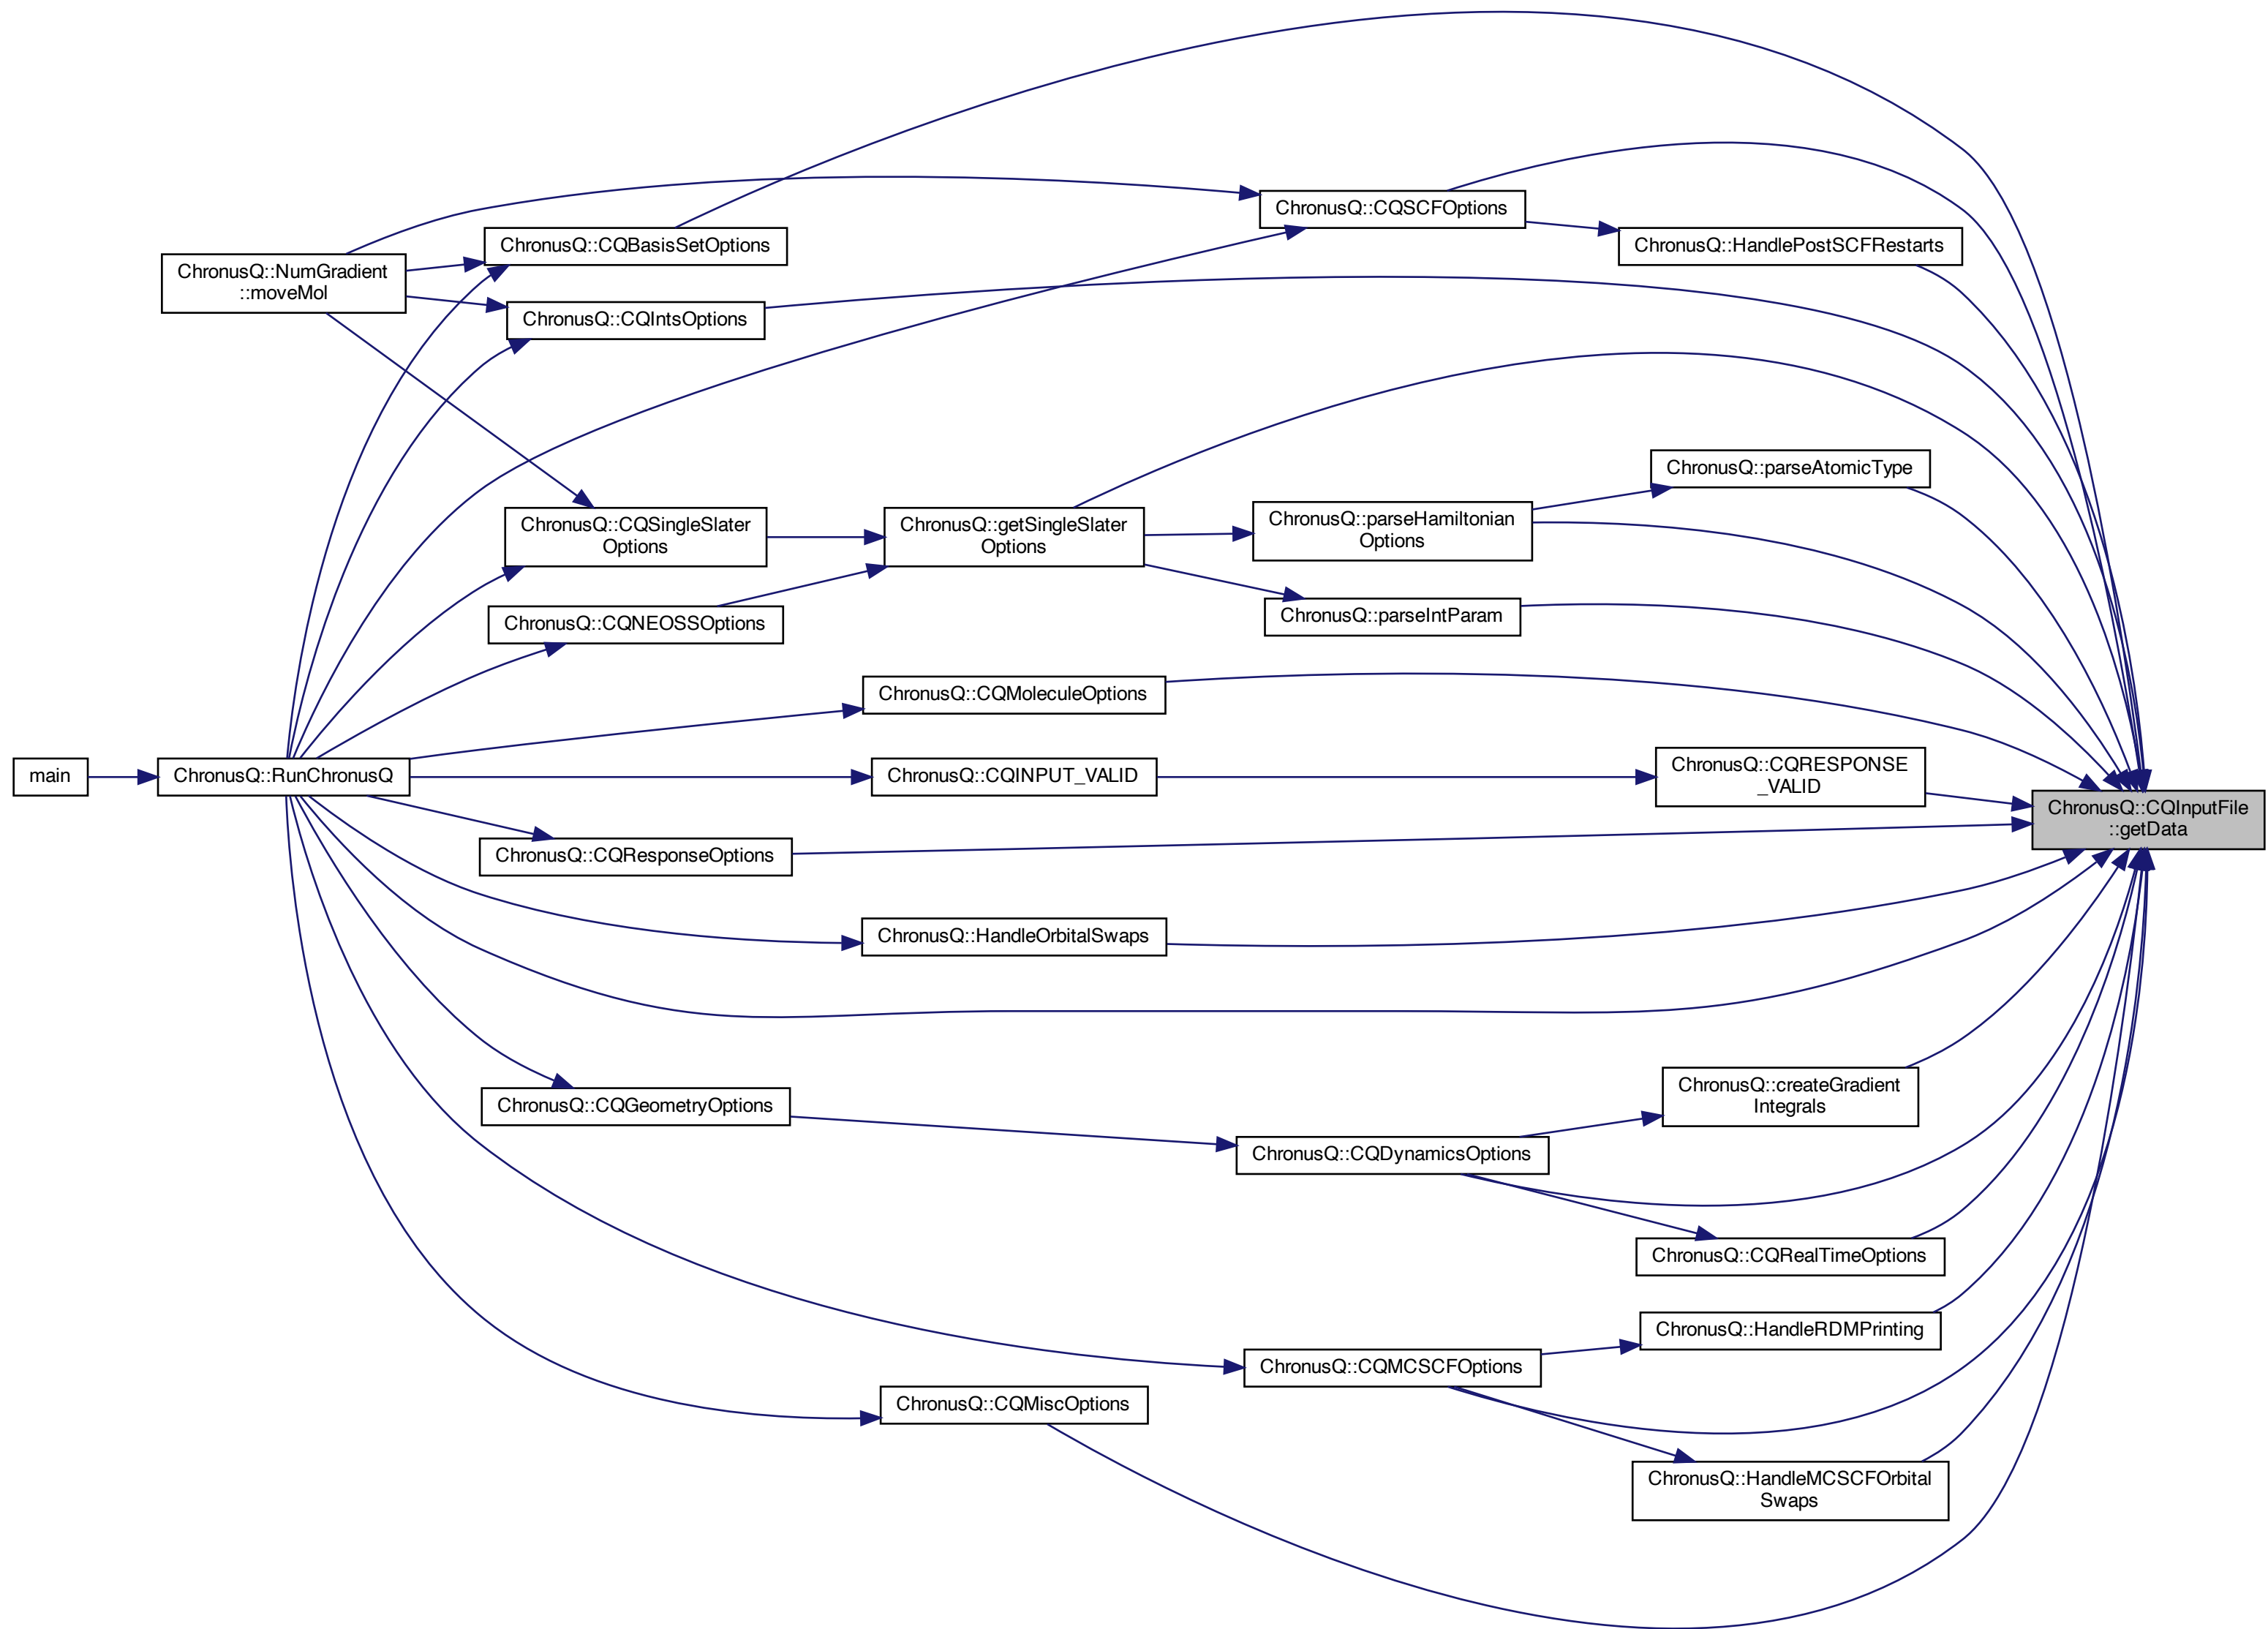 ChronusQ::CQSCFOptions
ChronusQ::CQBasisSetOptions
ChronusQ::HandlePostSCFRestarts
ChronusQ::NumGradient
::moveMol
ChronusQ::CQIntsOptions
ChronusQ::parseAtomicType
ChronusQ::CQSingleSlater
Options
ChronusQ::getSingleSlater
Options
ChronusQ::parseHamiltonian
Options
ChronusQ::CQNEOSSOptions
ChronusQ::parseIntParam
ChronusQ::CQMoleculeOptions
main
ChronusQ::RunChronusQ
ChronusQ::CQINPUT_VALID
ChronusQ::CQRESPONSE
_VALID
ChronusQ::CQInputFile
::getData
ChronusQ::CQResponseOptions
ChronusQ::HandleOrbitalSwaps
ChronusQ::CQGeometryOptions
ChronusQ::createGradient
Integrals
ChronusQ::CQDynamicsOptions
ChronusQ::CQRealTimeOptions
ChronusQ::HandleRDMPrinting
ChronusQ::CQMCSCFOptions
ChronusQ::CQMiscOptions
ChronusQ::HandleMCSCFOrbital
Swaps